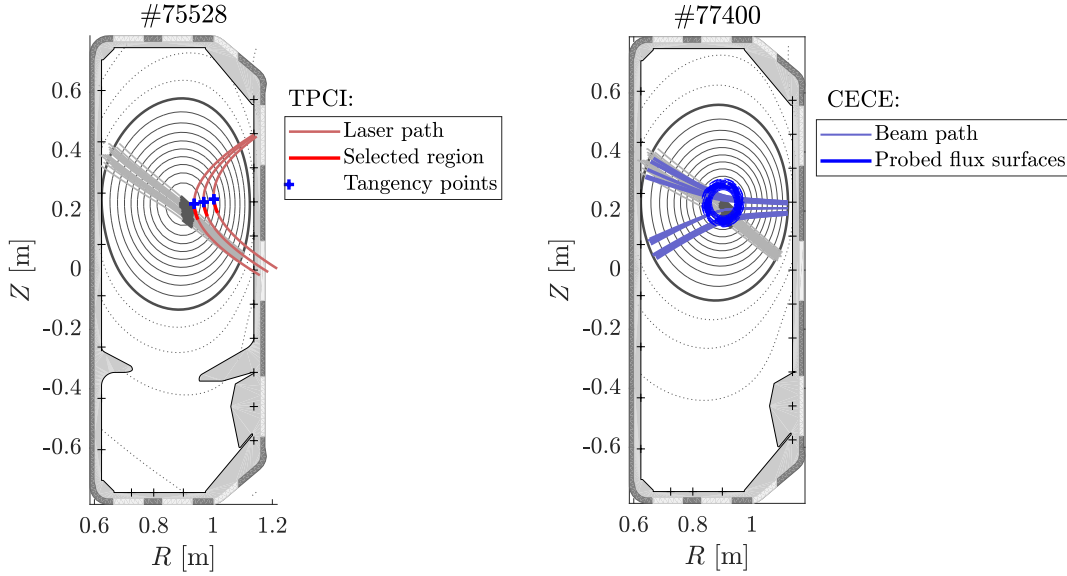 #75528
#77400
TPCI:
Laser path
Selected region
Tangency points
CECE:
Beam path
Probed flux surfaces
0.6
0.4
0.2
0
-0.2
-0.4
-0.6
Z [m]
0.6 0.8 1 1.2
R [m]
0.6
0.4
0.2
0
-0.2
-0.4
-0.6
Z [m]
0.6 0.8 1
R [m]